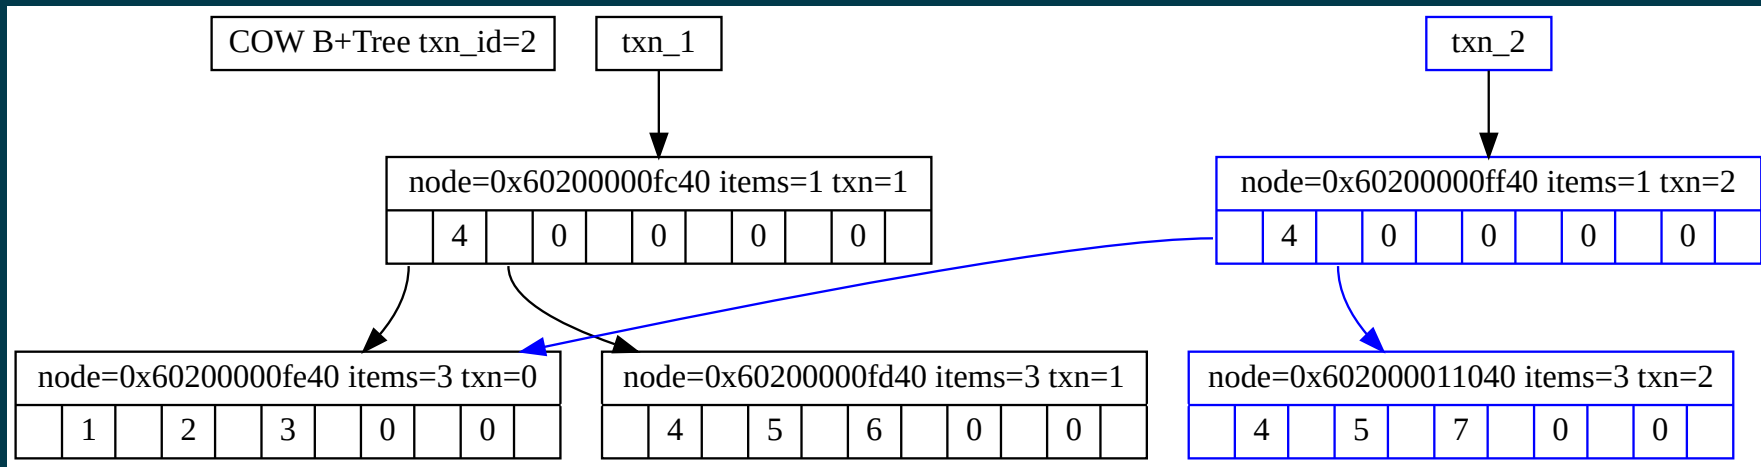 COW B+Tree txn_id=2
txn_1
txn_2
node=0x60200000fc40 items=1 txn=1
4 0 0 0 0
node=0x60200000ff40 items=1 txn=2
4 0 0 0 0
node=0x60200000fe40 items=3 txn=0
1 2 3 0 0
node=0x60200000fd40 items=3 txn=1
4 5 6 0 0
node=0x602000011040 items=3 txn=2
4 5 7 0 0